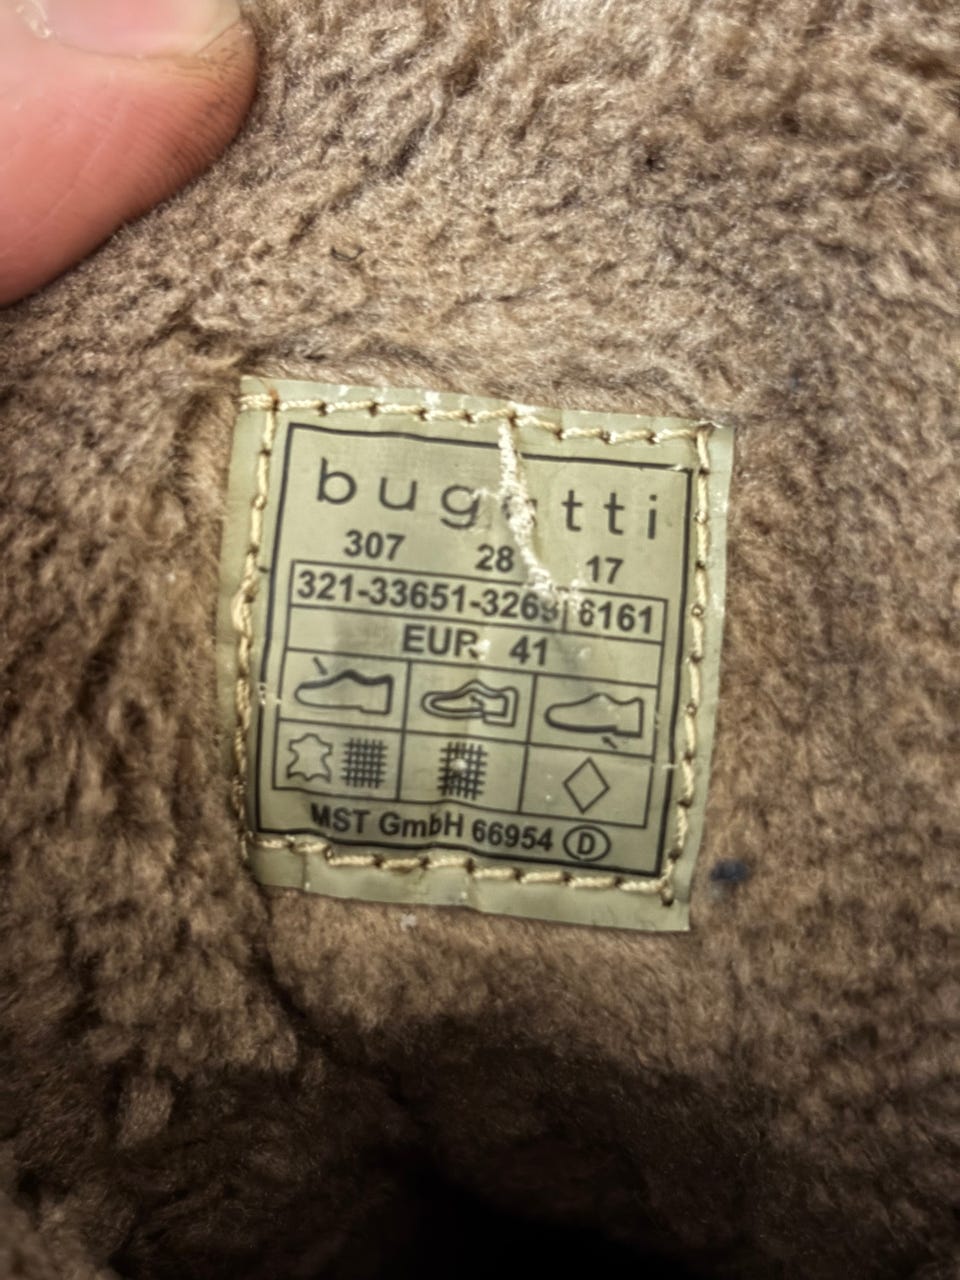 bugatti
307 28 17
321-33651-3269 6161
EUR 41
MST GmbH 66954 D